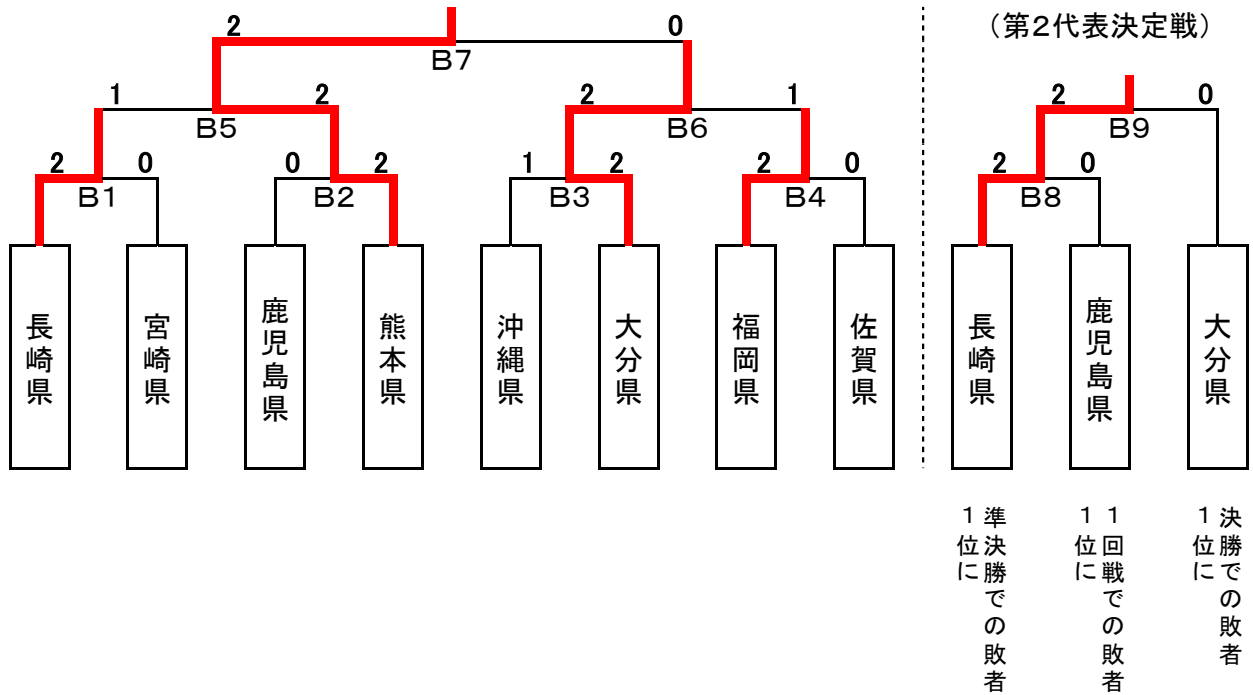 2 0 (第2代表決定戦)
B7
1 2 2 1 2 0
B5 B6 B9
2 0 0 2 1 2 2 0 2 0
B1 B2 B3 B4 B8
長崎県
宮崎県
鹿児島県
熊本県
沖縄県
大分県
福岡県
佐賀県
長崎県
鹿児島県
大分県
準決勝での敗者
1位に
1回戦での敗者
1位に
決勝での敗者
1位に